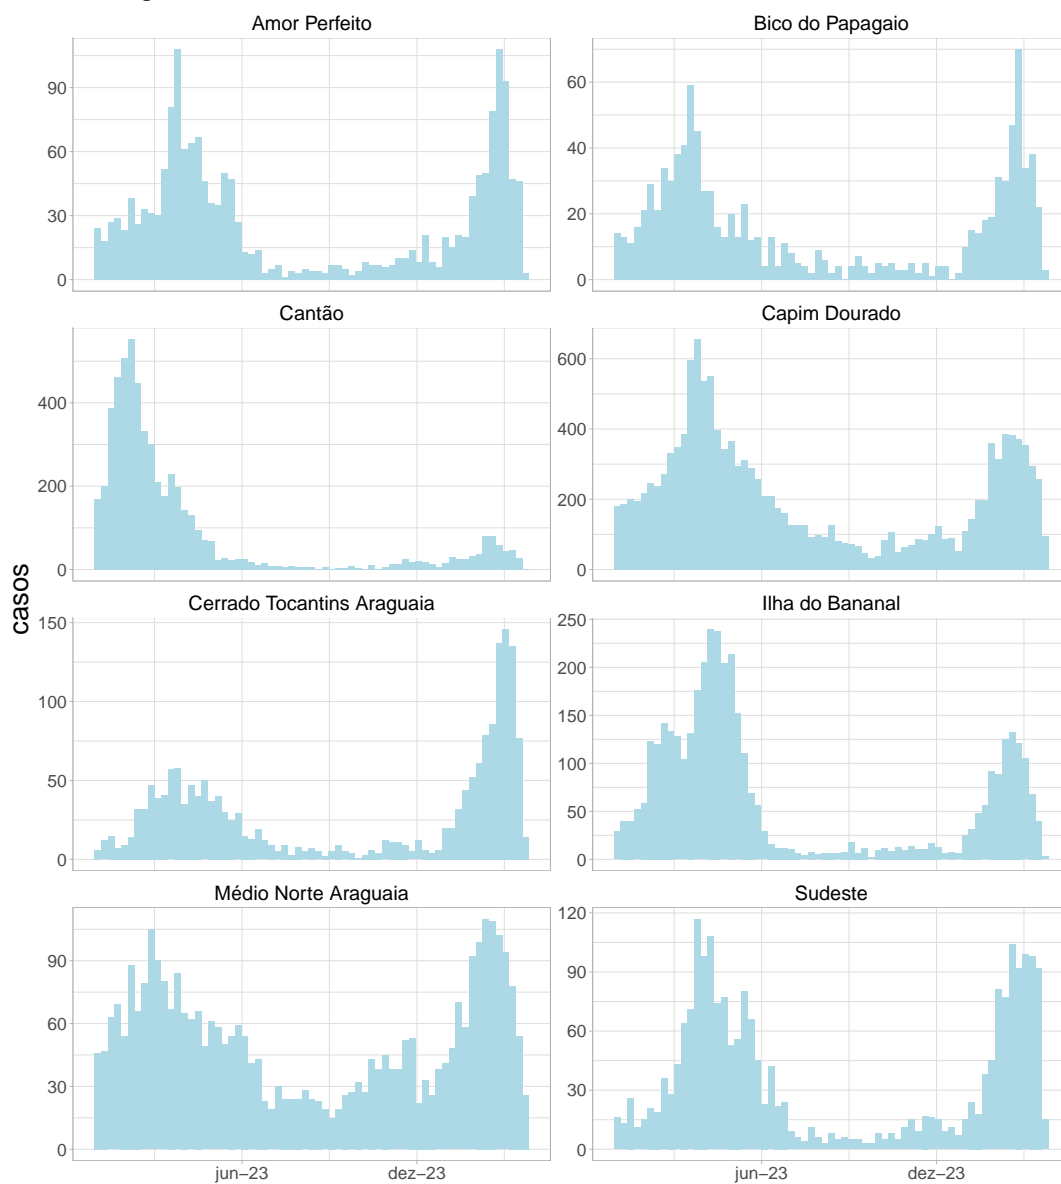 Amor Perfeito
Bico do Papagaio
90
60
30
0
60
40
20
0
Cantão
Capim Dourado
400
200
0
600
400
200
0
casos
Cerrado Tocantins Araguaia
Ilha do Bananal
150
100
50
0
250
200
150
100
50
0
Médio Norte Araguaia
Sudeste
90
60
30
0
120
90
60
30
0
jun–23
dez–23
jun–23
dez–23